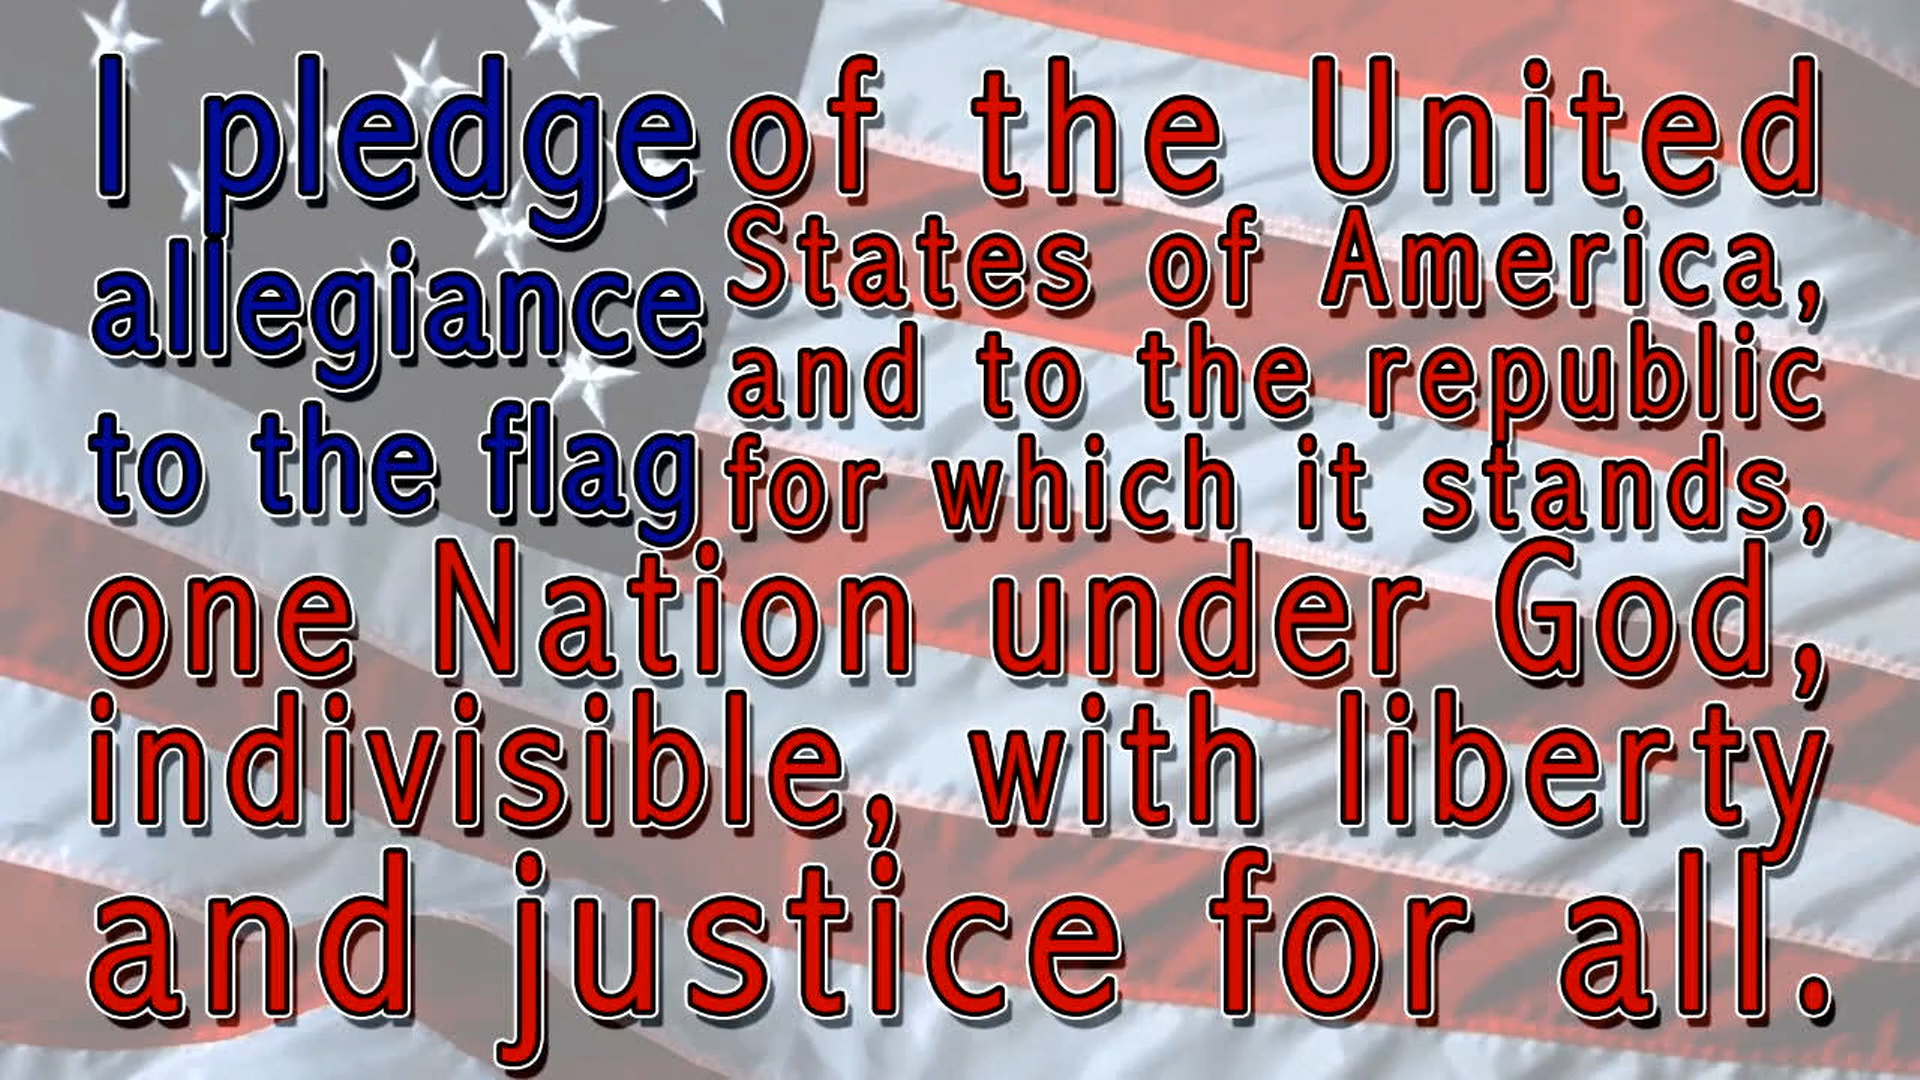 I pledge
allegiance
to the flag
of the United
States of America,
and to the republic
for which it stands,
one Nation under God,
indivisible, with liberty
and justice for all.